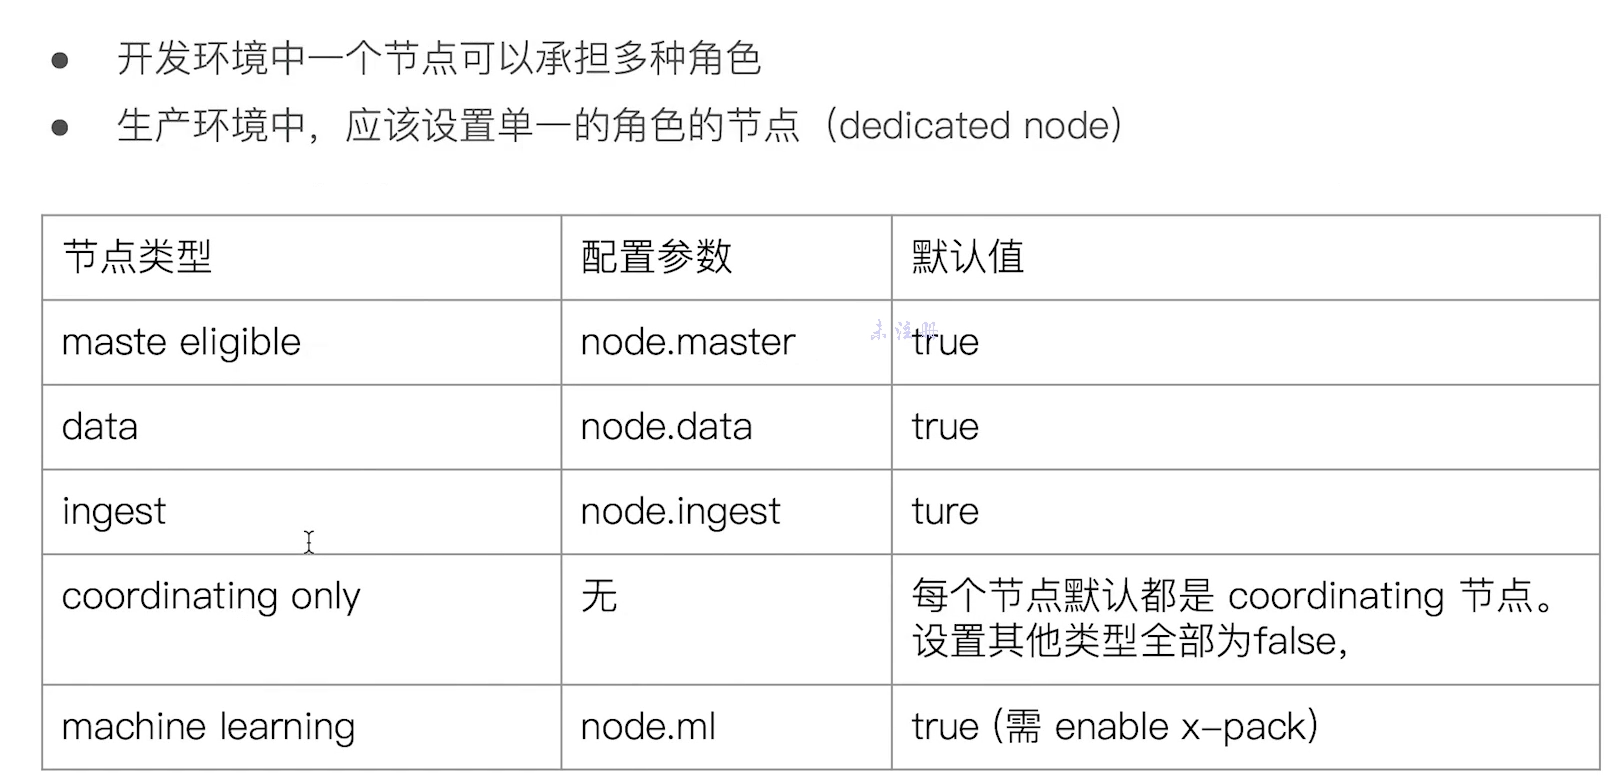 开发环境中一个节点可以承担多种角色
生产环境中，应该设置单一的角色的节点（dedicated node）
节点类型 配置参数 默认值
maste eligible node.master true
未注册
data node.data true
ingest node.ingest ture
coordinating only 无 每个节点默认都是 coordinating 节点。
设置其他类型全部为false，
machine learning node.ml true (需 enable x-pack)